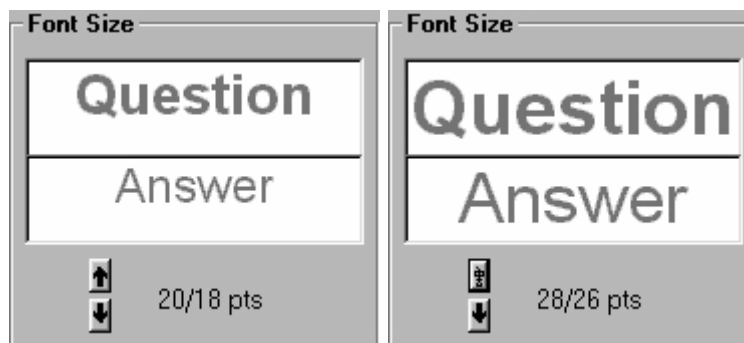 Font Size
Question
Answer
20/18 pts
Font Size
Question
Answer
28/26 pts